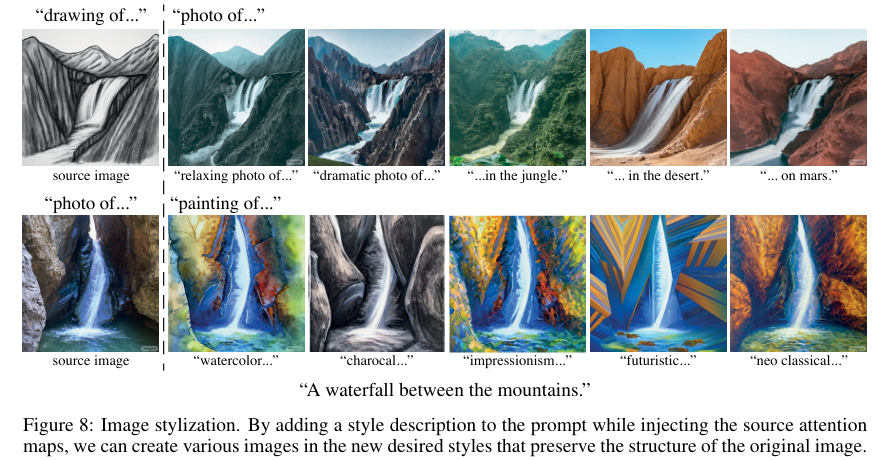 “drawing of...” “photo of...”
source image “relaxing photo of...” “dramatic photo of...” “...in the jungle.” “... in the desert.” “... on mars.”
“photo of...” “painting of...”
source image “watercolor...” “charocal...” “impressionism...” “futuristic...” “neo classical...”
“A waterfall between the mountains.”
Figure 8: Image stylization. By adding a style description to the prompt while injecting the source attention
maps, we can create various images in the new desired styles that preserve the structure of the original image.